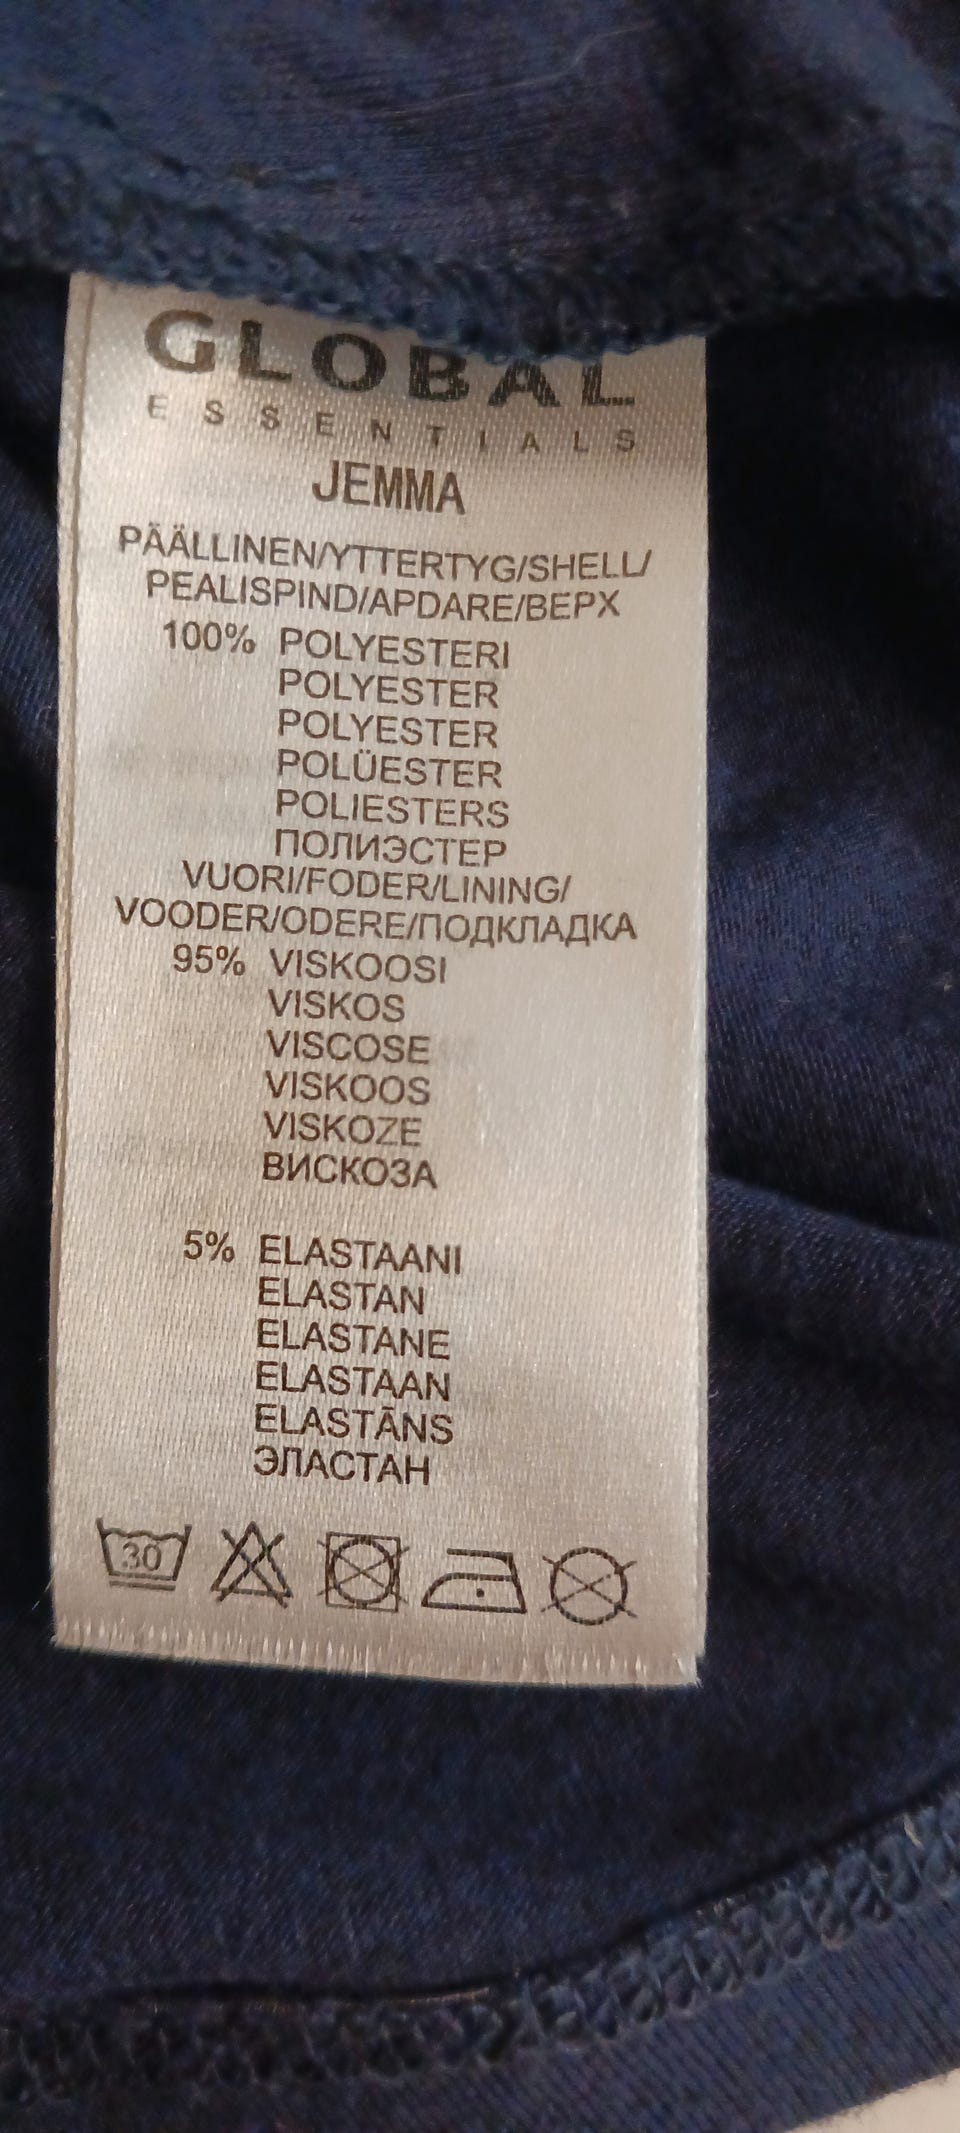 GLOBAL
ESSENTIALS
JEMMA
PÄÄLLINEN/YTTERTYG/SHELL/
PEALISPIND/APDARE/ВЕРХ
100% POLYESTERI
POLYESTER
POLYESTER
POLÜESTER
POLIESTERS
ПОЛИЭСТЕР
VUORI/FODER/LINING/
VOODER/ODERE/ПОДКЛАДКА
95% VISKOOSI
VISKOS
VISCOSE
VISKOOS
VISKOZE
ВИСКОЗА
5% ELASTAANI
ELASTAN
ELASTANE
ELASTAAN
ELASTĀNS
ЭЛАСТАН
30